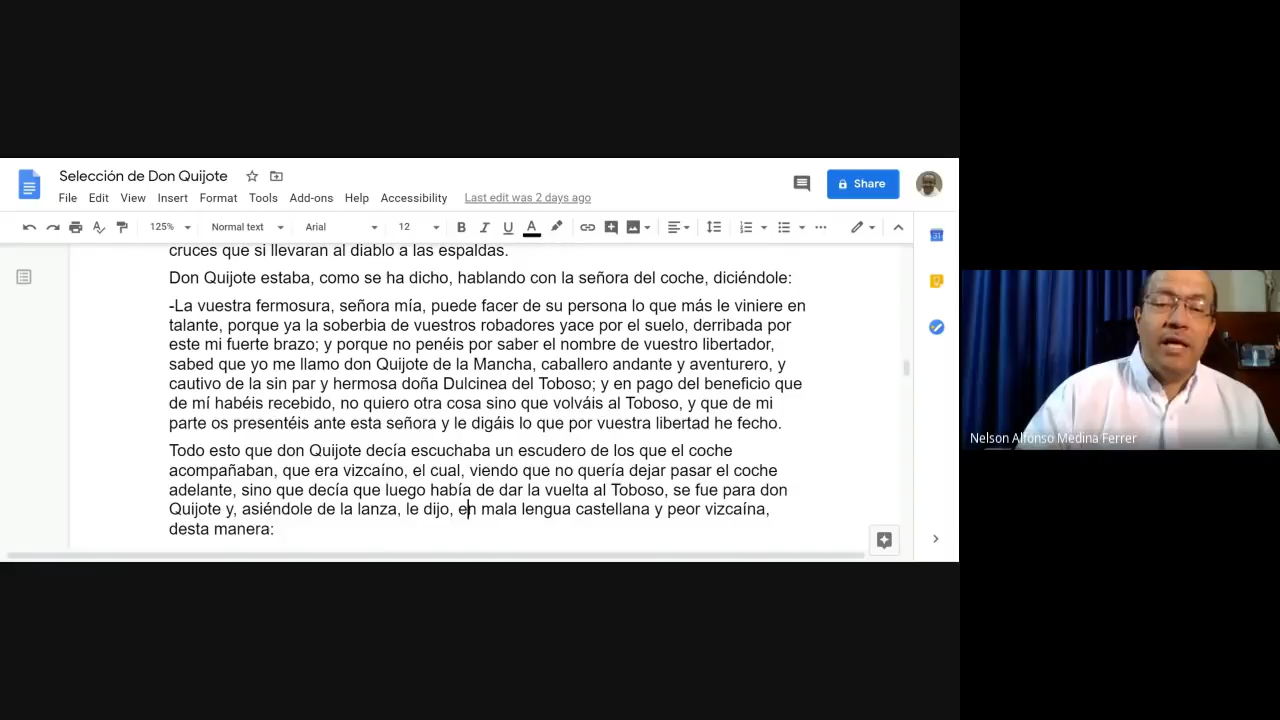 Selección de Don Quijote
File Edit View Insert Format Tools Add-ons Help Accessibility Last edit was 2 days ago
Share
125% Normal text Arial 12 B I U A
cruces que si llevaran al diablo a las espaldas.
Don Quijote estaba, como se ha dicho, hablando con la señora del coche, diciéndole:
-La vuestra fermosura, señora mía, puede facer de su persona lo que más le viniere en
talante, porque ya la soberbia de vuestros robadores yace por el suelo, derribada por
este mi fuerte brazo; y porque no penéis por saber el nombre de vuestro libertador,
sabed que yo me llamo don Quijote de la Mancha, caballero andante y aventurero, y
cautivo de la sin par y hermosa doña Dulcinea del Toboso; y en pago del beneficio que
de mí habéis recebido, no quiero otra cosa sino que volváis al Toboso, y que de mi
parte os presentéis ante esta señora y le digáis lo que por vuestra libertad he fecho.
Todo esto que don Quijote decía escuchaba un escudero de los que el coche
acompañaban, que era vizcaíno, el cual, viendo que no quería dejar pasar el coche
adelante, sino que decía que luego había de dar la vuelta al Toboso, se fue para don
Quijote y, asiéndole de la lanza, le dijo, en mala lengua castellana y peor vizcaína,
desta manera:
Nelson Alfonso Medina Ferrer